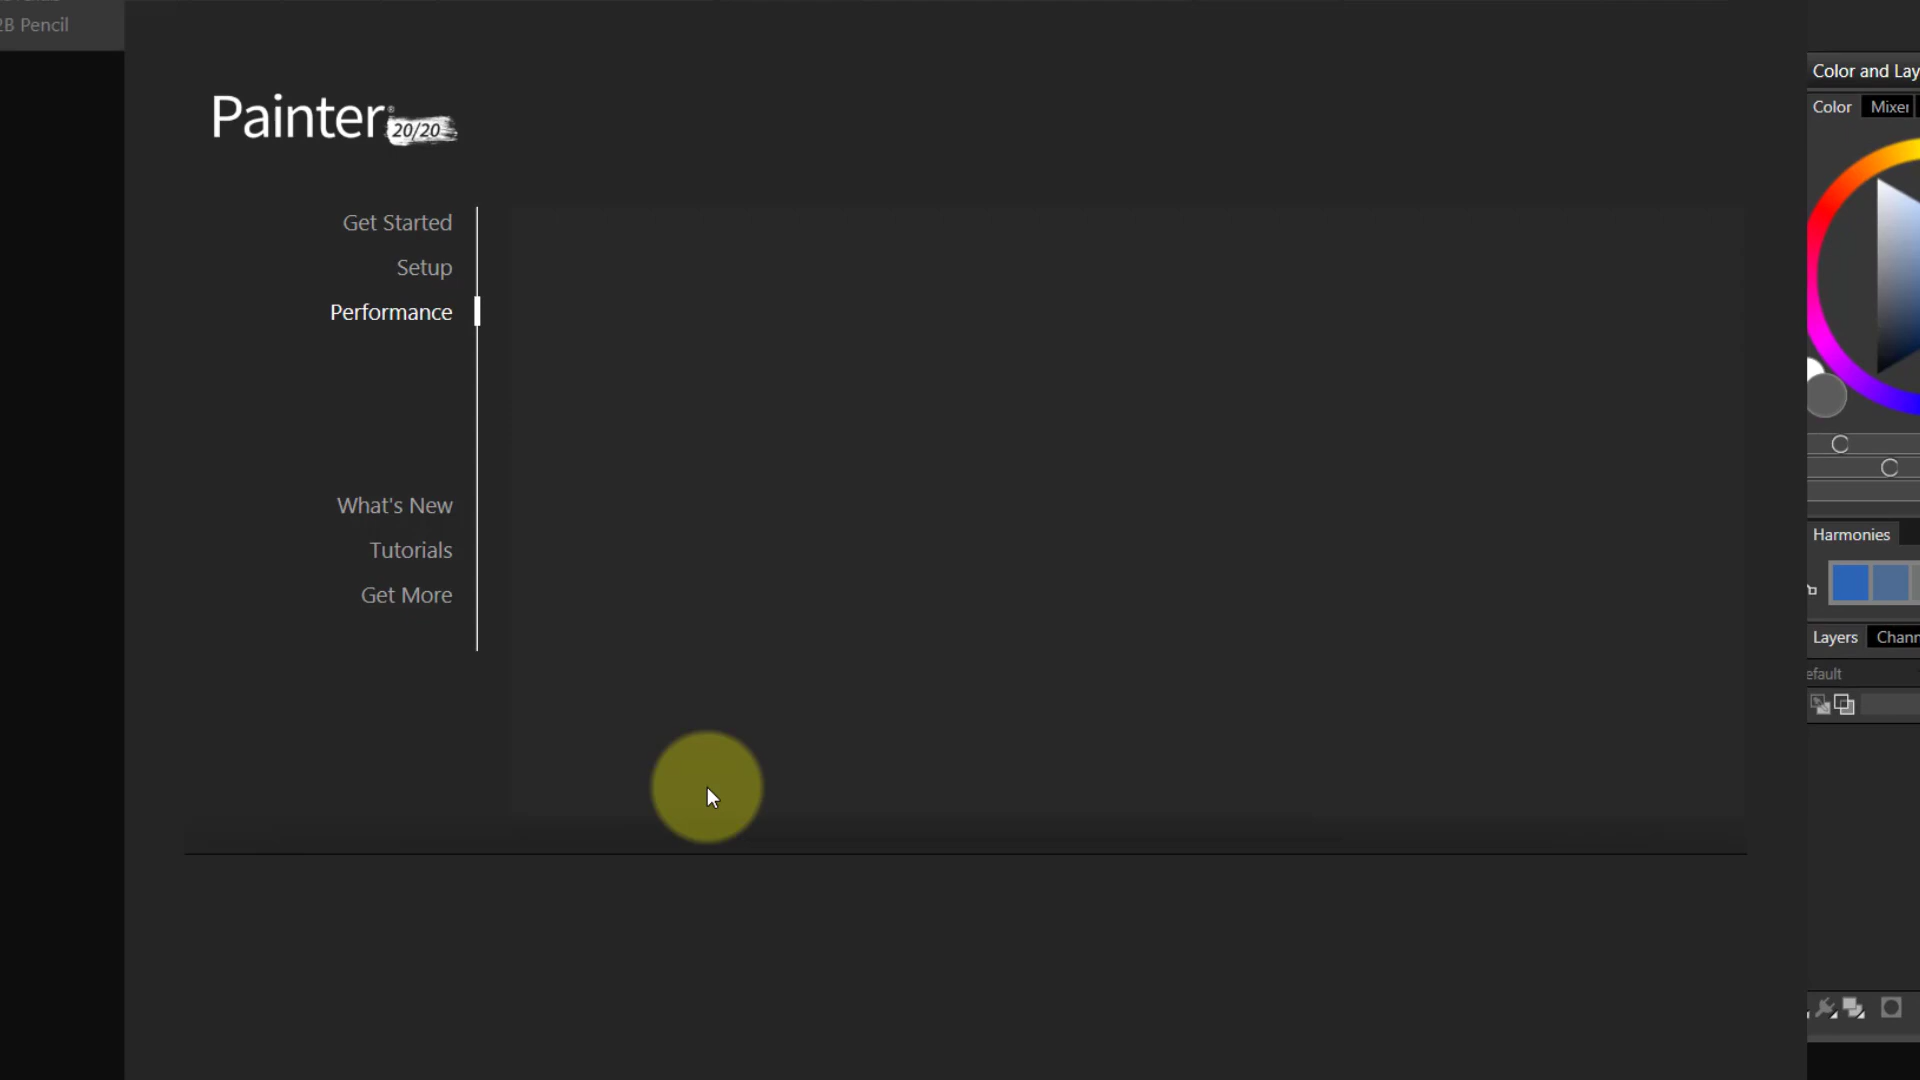 2B Pencil
Painter® 20/20
Get Started
Setup
Performance
What's New
Tutorials
Get More
Color and Lay
Color Mixer
Harmonies
Layers Chann
efault